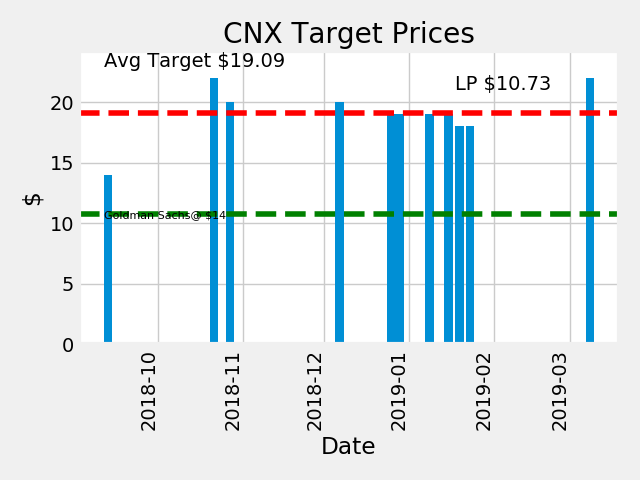 CNX Target Prices
Avg Target $19.09
LP $10.73
20
15
10
5
0
$
Goldman Sachs@ $14
2018-10
2018-11
2018-12
2019-01
2019-02
2019-03
Date